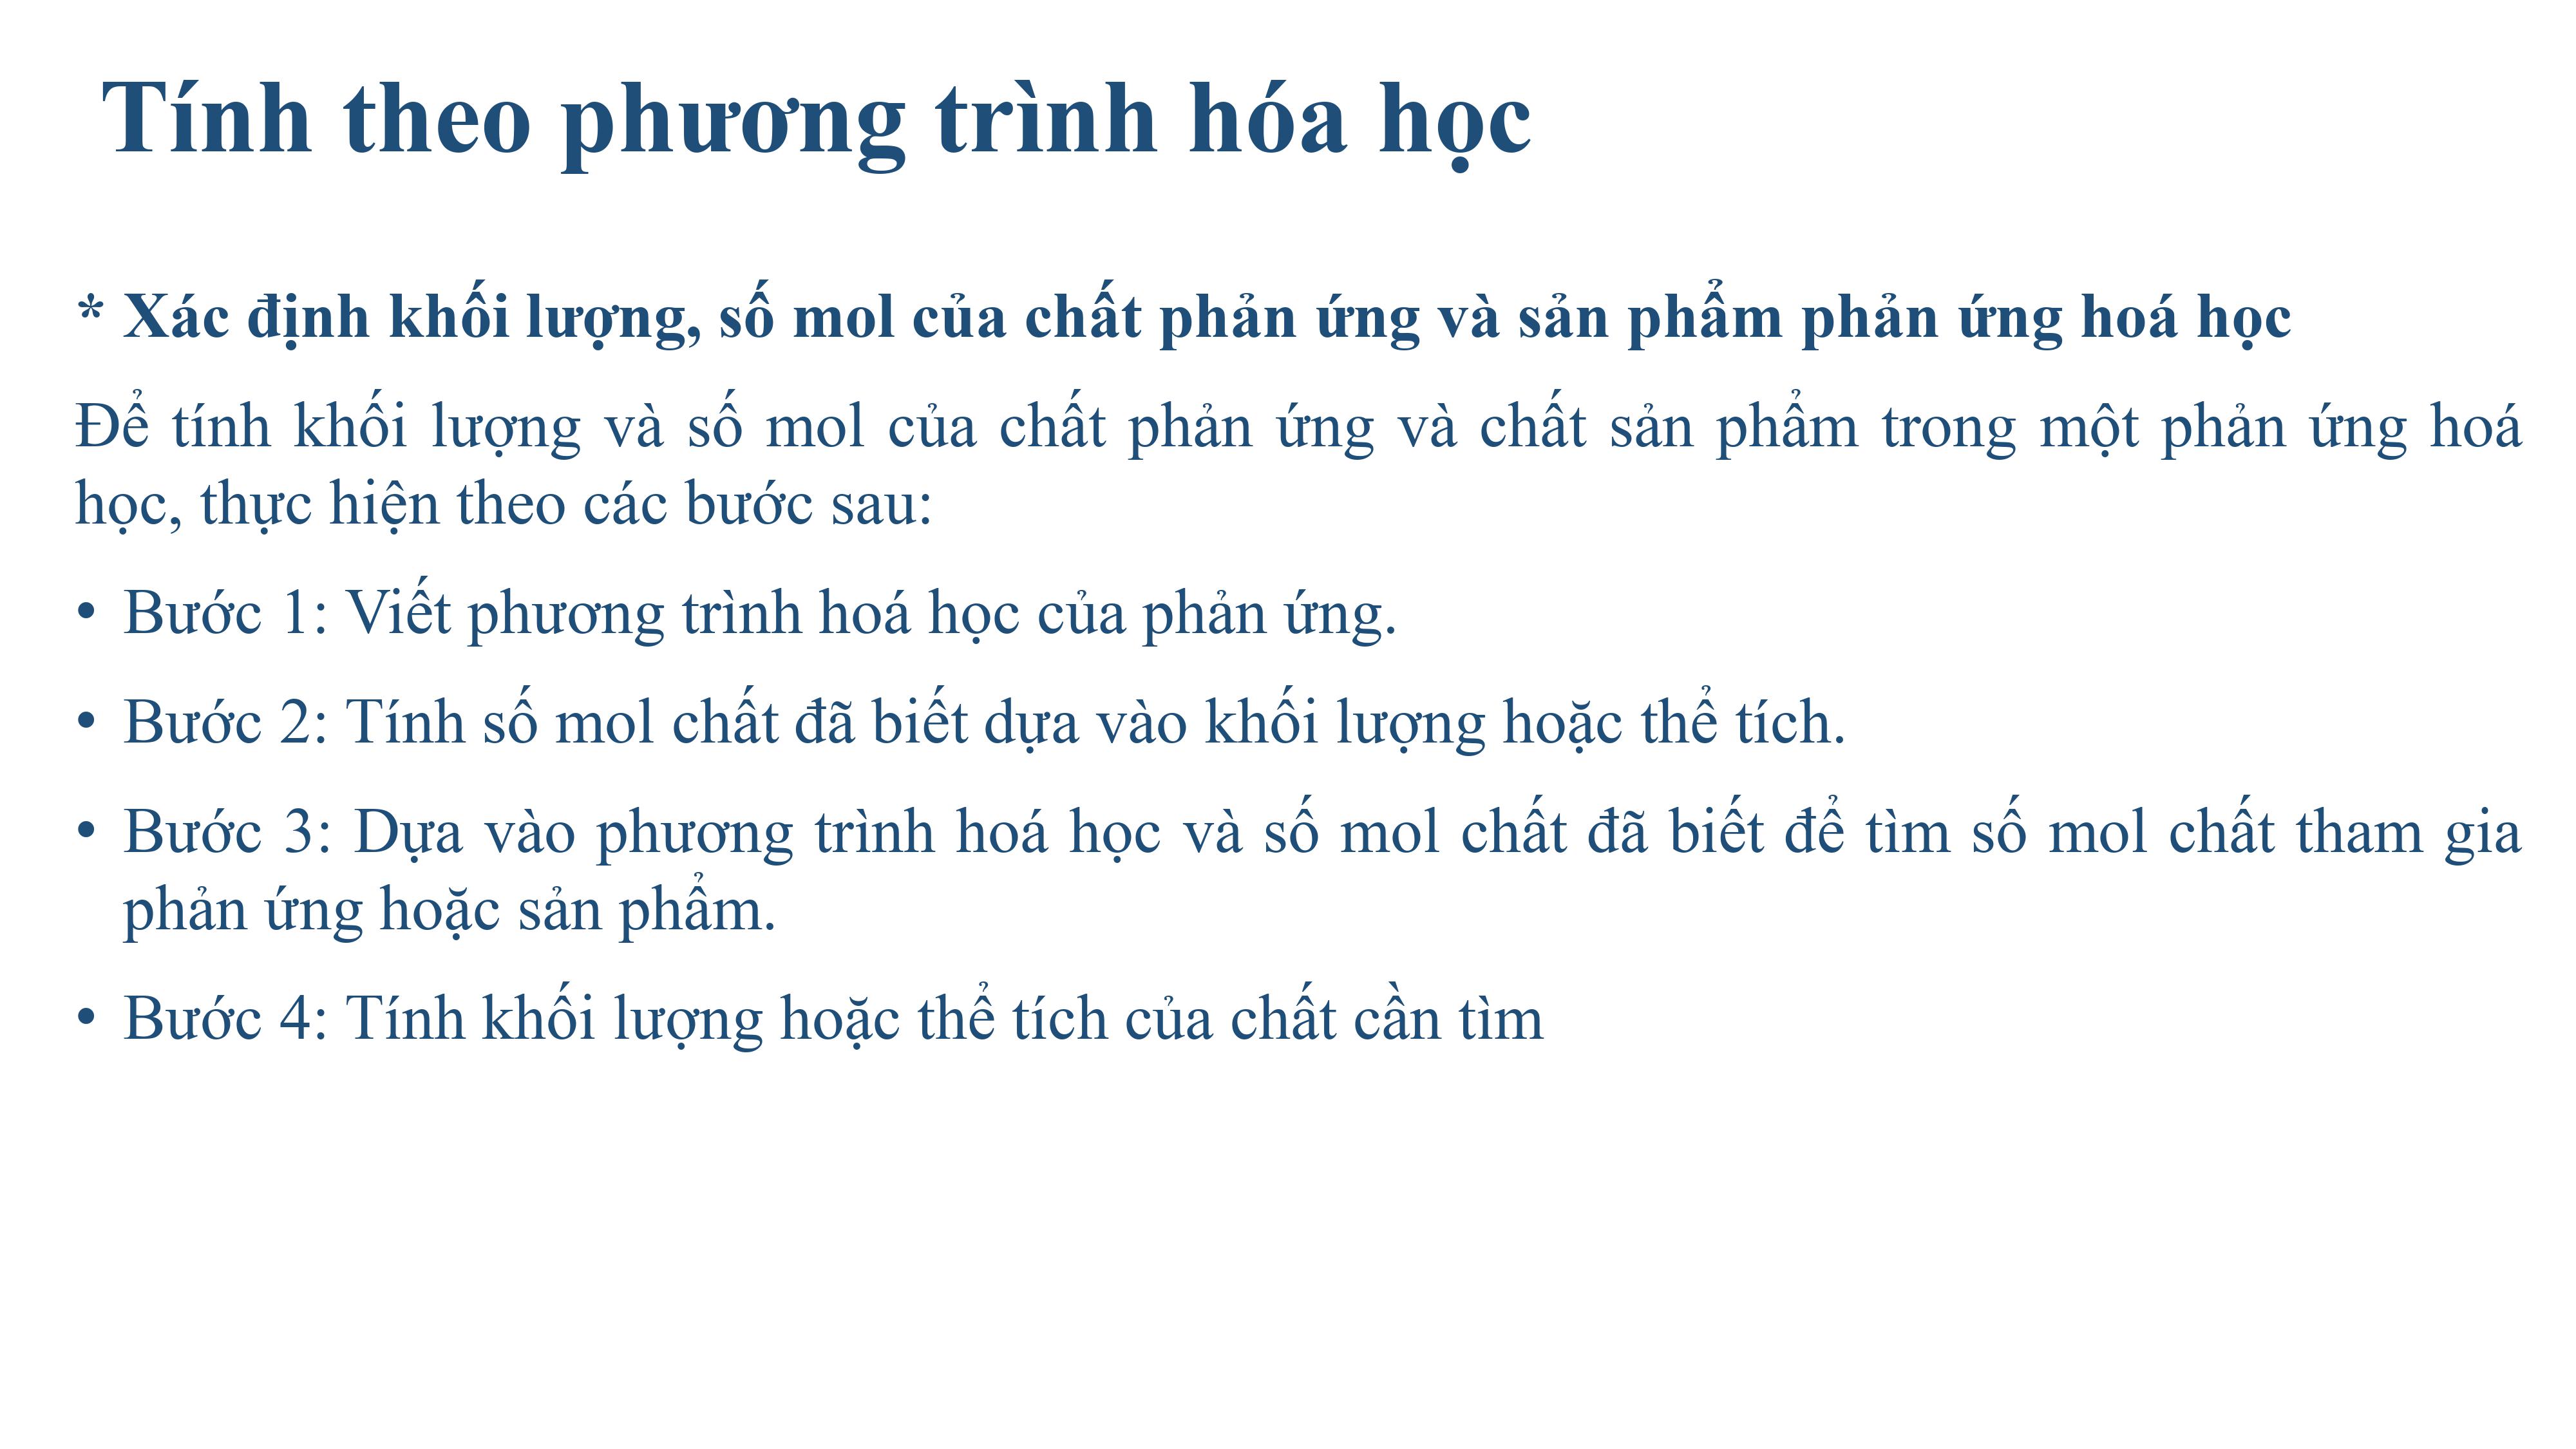 Tính theo phương trình hóa học
* Xác định khối lượng, số mol của chất phản ứng và sản phẩm phản ứng hoá học
Để tính khối lượng và số mol của chất phản ứng và chất sản phẩm trong một phản ứng hoá
học, thực hiện theo các bước sau:
• Bước 1: Viết phương trình hoá học của phản ứng.
• Bước 2: Tính số mol chất đã biết dựa vào khối lượng hoặc thể tích.
• Bước 3: Dựa vào phương trình hoá học và số mol chất đã biết để tìm số mol chất tham gia
phản ứng hoặc sản phẩm.
• Bước 4: Tính khối lượng hoặc thể tích của chất cần tìm